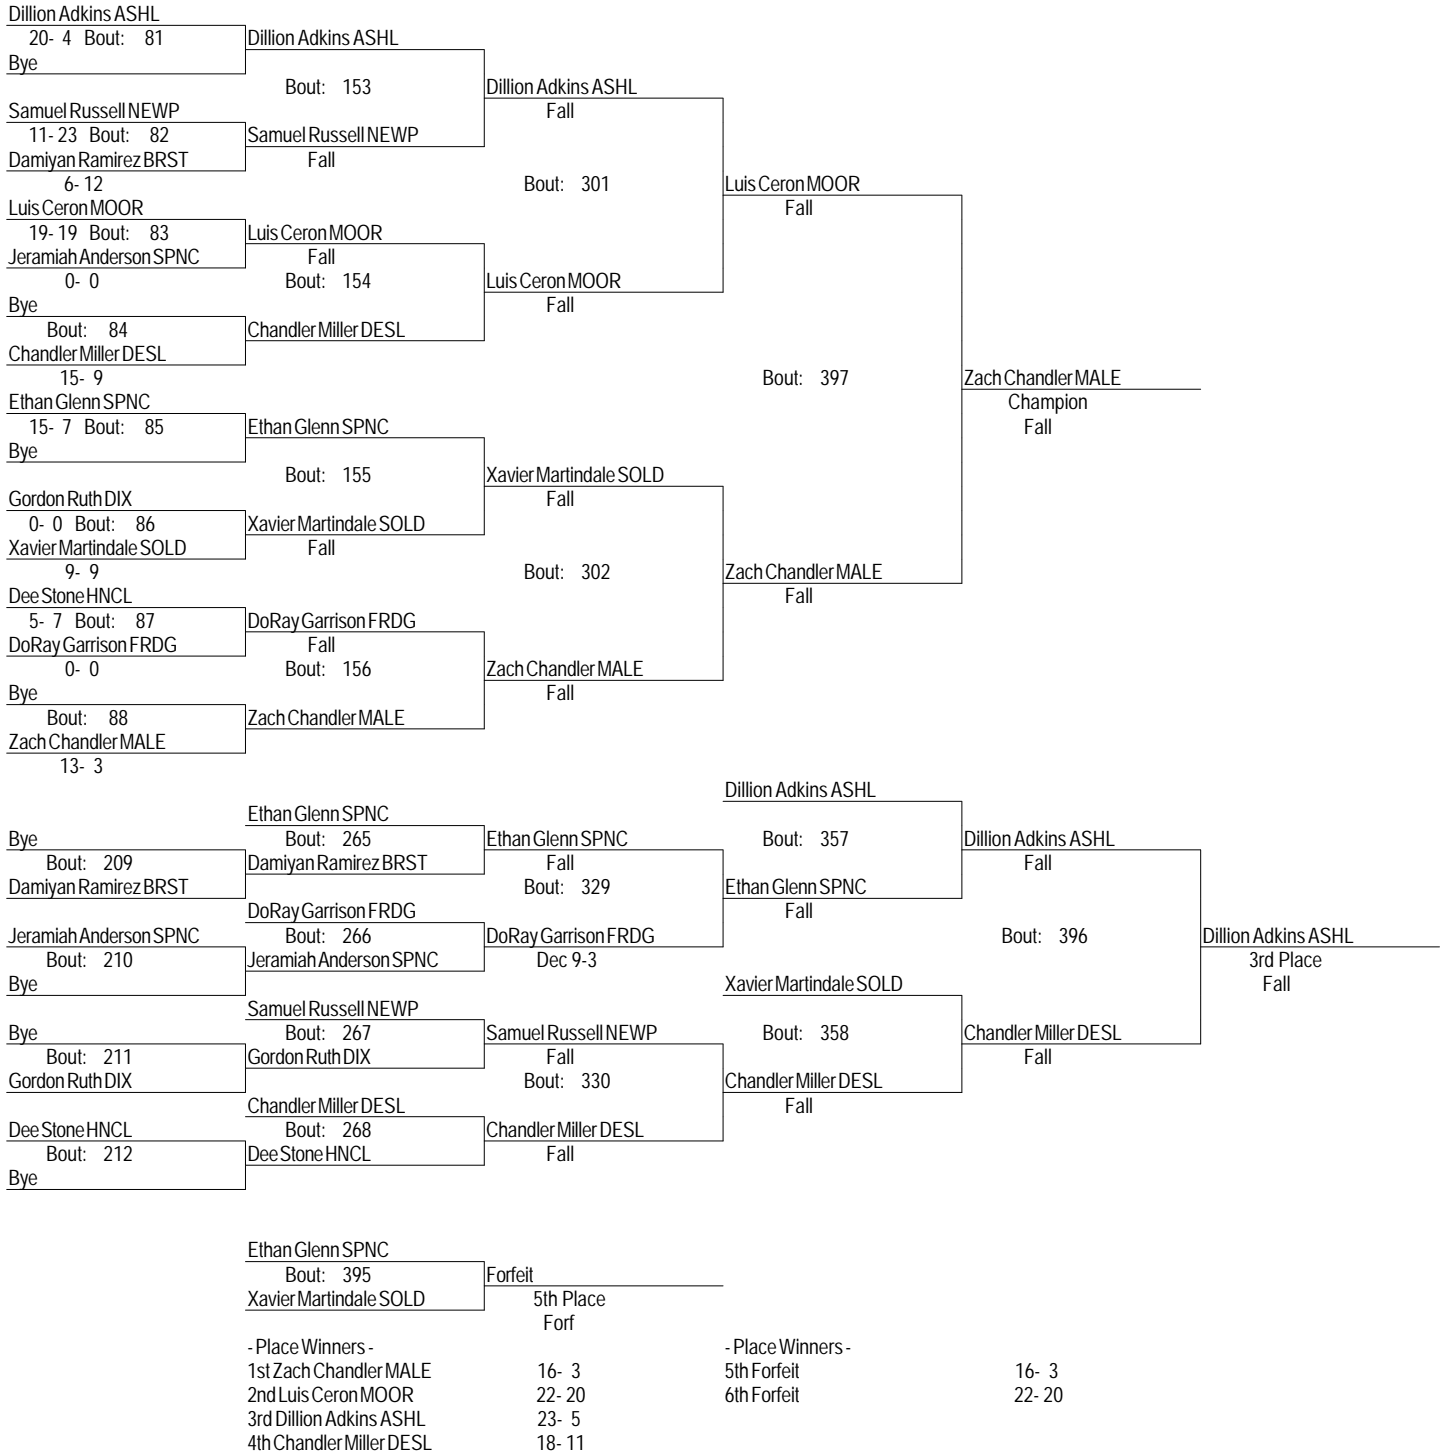 Dillion Adkins ASHL
20- 4 Bout: 81 Dillion Adkins ASHL
Bye
Bout: 153 Dillion Adkins ASHL
Samuel Russell NEWP Fall
11- 23 Bout: 82 Samuel Russell NEWP
Damiyan Ramirez BRST Fall
6- 12 Bout: 301 Luis Ceron MOOR
Luis Ceron MOOR Fall
19- 19 Bout: 83 Luis Ceron MOOR
Jeramiah Anderson SPNC Fall
0- 0 Bout: 154 Luis Ceron MOOR
Bye Fall
Bout: 84 Chandler Miller DESL
Chandler Miller DESL
15- 9 Bout: 397 Zach Chandler MALE
Ethan Glenn SPNC Champion
15- 7 Bout: 85 Ethan Glenn SPNC Fall
Bye
Bout: 155 Xavier Martindale SOLD
Gordon Ruth DIX Fall
0- 0 Bout: 86 Xavier Martindale SOLD
Xavier Martindale SOLD Fall
9- 9 Bout: 302 Zach Chandler MALE
Dee Stone HNCL Fall
5- 7 Bout: 87 DoRay Garrison FRDG
DoRay Garrison FRDG Fall
0- 0 Bout: 156 Zach Chandler MALE
Bye Fall
Bout: 88 Zach Chandler MALE
Zach Chandler MALE
13- 3
Dillion Adkins ASHL
Ethan Glenn SPNC
Bye Bout: 265 Ethan Glenn SPNC Bout: 357 Dillion Adkins ASHL
Bout: 209 Damiyan Ramirez BRST Fall Fall
Damiyan Ramirez BRST Bout: 329 Ethan Glenn SPNC
DoRay Garrison FRDG Fall
Jeramiah Anderson SPNC Bout: 266 DoRay Garrison FRDG Bout: 396 Dillion Adkins ASHL
Bout: 210 Jeramiah Anderson SPNC Dec 9-3 3rd Place
Bye Xavier Martindale SOLD Fall
Samuel Russell NEWP
Bye Bout: 267 Samuel Russell NEWP Bout: 358 Chandler Miller DESL
Bout: 211 Gordon Ruth DIX Fall Fall
Gordon Ruth DIX Bout: 330 Chandler Miller DESL
Chandler Miller DESL Fall
Dee Stone HNCL Bout: 268 Chandler Miller DESL
Bout: 212 Dee Stone HNCL Fall
Bye
Ethan Glenn SPNC
Bout: 395 Forfeit
Xavier Martindale SOLD 5th Place
Forf
- Place Winners - - Place Winners -
1st Zach Chandler MALE 16- 3 5th Forfeit 16- 3
2nd Luis Ceron MOOR 22- 20 6th Forfeit 22- 20
3rd Dillion Adkins ASHL 23- 5
4th Chandler Miller DESL 18- 11